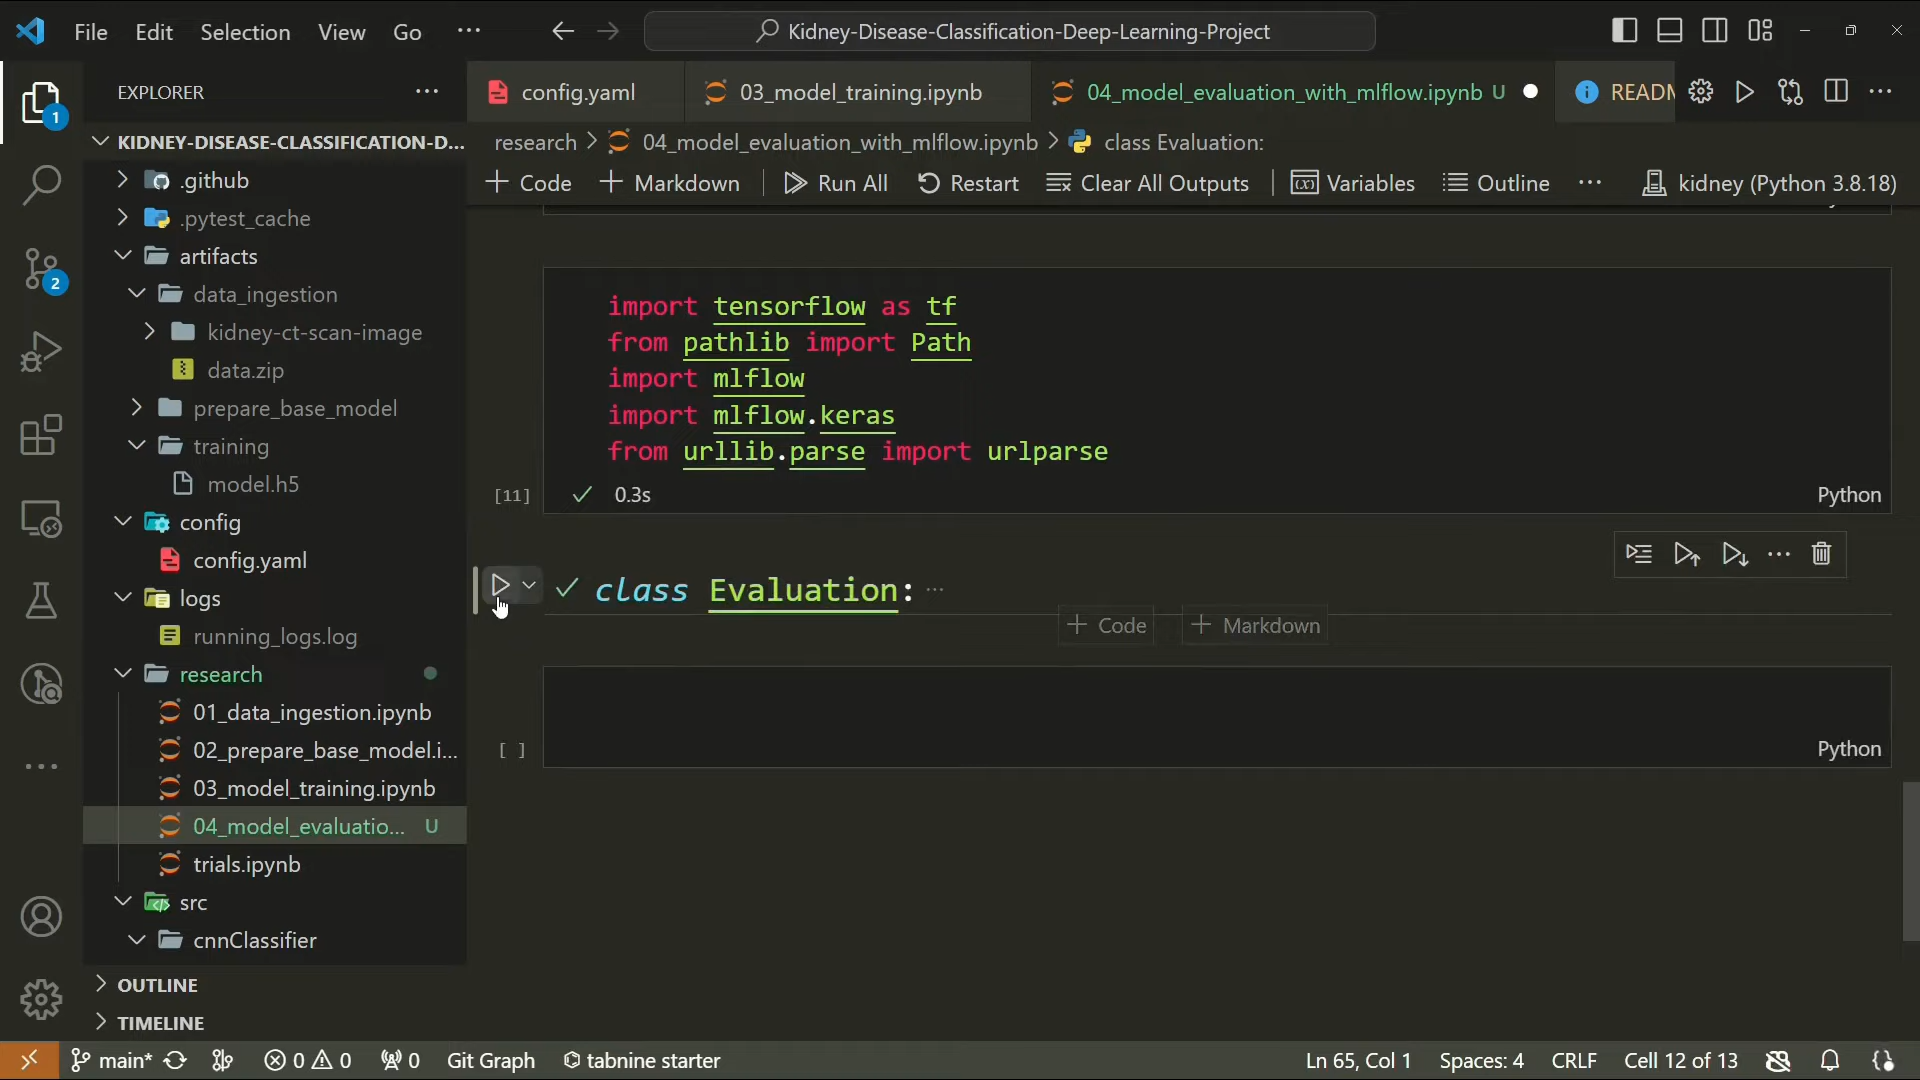 File Edit Selection View Go ...
Kidney-Disease-Classification-Deep-Learning-Project
EXPLORER
config.yaml
03_model_training.ipynb
04_model_evaluation_with_mlflow.ipynb U
READ
research > 04_model_evaluation_with_mlflow.ipynb > class Evaluation:
+ Code + Markdown Run All Restart Clear All Outputs Variables Outline ... kidney (Python 3.8.18)
1
2
KIDNEY-DISEASE-CLASSIFICATION-D...
.github
.pytest_cache
artifacts
data_ingestion
kidney-ct-scan-image
data.zip
prepare_base_model
training
model.h5
config
config.yaml
logs
running_logs.log
research
01_data_ingestion.ipynb
02_prepare_base_model.i...
03_model_training.ipynb
04_model_evaluatio... U
trials.ipynb
src
cnnClassifier
OUTLINE
TIMELINE
import tensorflow as tf
from pathlib import Path
import mlflow
import mlflow.keras
from urllib.parse import urlparse
[11] 0.3s Python
class Evaluation: ...
+ Code + Markdown
[ ] Python
main* 0 0 0 Git Graph tabnine starter Ln 65, Col 1 Spaces: 4 CRLF Cell 12 of 13